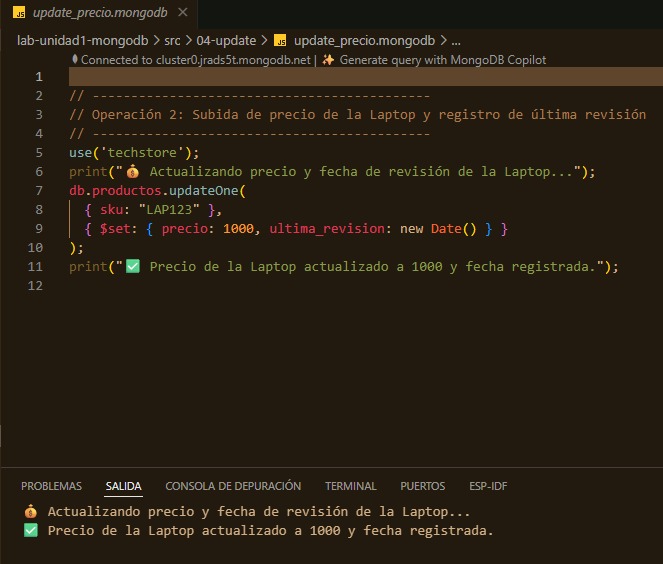 update_precio.mongodb
lab-unidad1-mongodb > src > 04-update > update_precio.mongodb > ...
Connected to cluster0.jrads5t.mongodb.net | ✨ Generate query with MongoDB Copilot
1
2 // --------------------------------------------
3 // Operación 2: Subida de precio de la Laptop y registro de última revisión
4 // --------------------------------------------
5 use('techstore');
6 print("💰 Actualizando precio y fecha de revisión de la Laptop...");
7 db.productos.updateOne(
8   { sku: "LAP123" },
9   { $set: { precio: 1000, ultima_revision: new Date() } }
10 );
11 print("✅ Precio de la Laptop actualizado a 1000 y fecha registrada.");
12
PROBLEMAS SALIDA CONSOLA DE DEPURACIÓN TERMINAL PUERTOS ESP-IDF
💰 Actualizando precio y fecha de revisión de la Laptop...
✅ Precio de la Laptop actualizado a 1000 y fecha registrada.